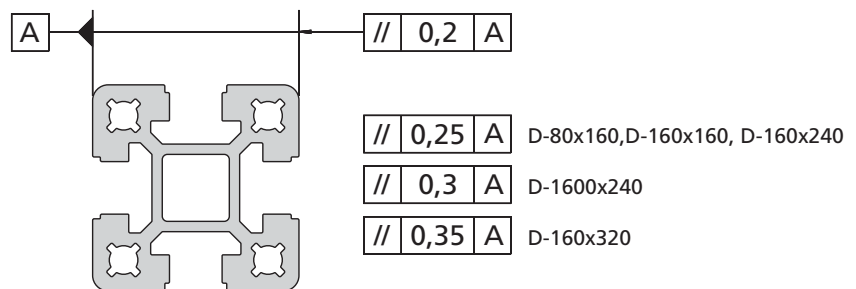 A // 0,2 A
// 0,25 A D-80x160,D-160x160, D-160x240
// 0,3 A D-1600x240
// 0,35 A D-160x320